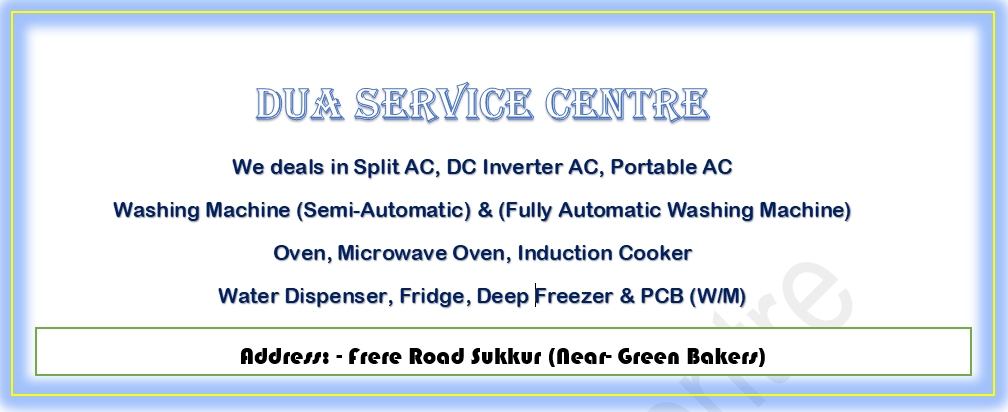 DUA SERVICE CENTRE
We deals in Split AC, DC Inverter AC, Portable AC
Washing Machine (Semi-Automatic) & (Fully Automatic Washing Machine)
Oven, Microwave Oven, Induction Cooker
Water Dispenser, Fridge, Deep Freezer & PCB (W/M)
Address: - Frere Road Sukkur (Near- Green Bakers)